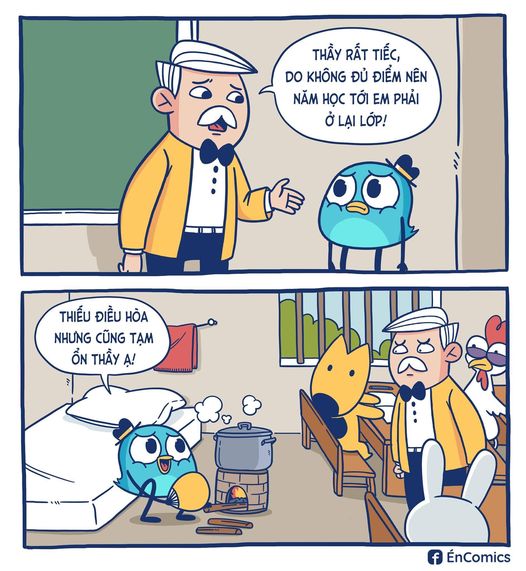 THẦY RẤT TIẾC,
DO KHÔNG ĐỦ ĐIỂM NÊN
NĂM HỌC TỚI EM PHẢI
Ở LẠI LỚP!
THIẾU ĐIỀU HÒA
NHƯNG CŨNG TẠM
ỔN THẦY Ạ!
ÉnComics